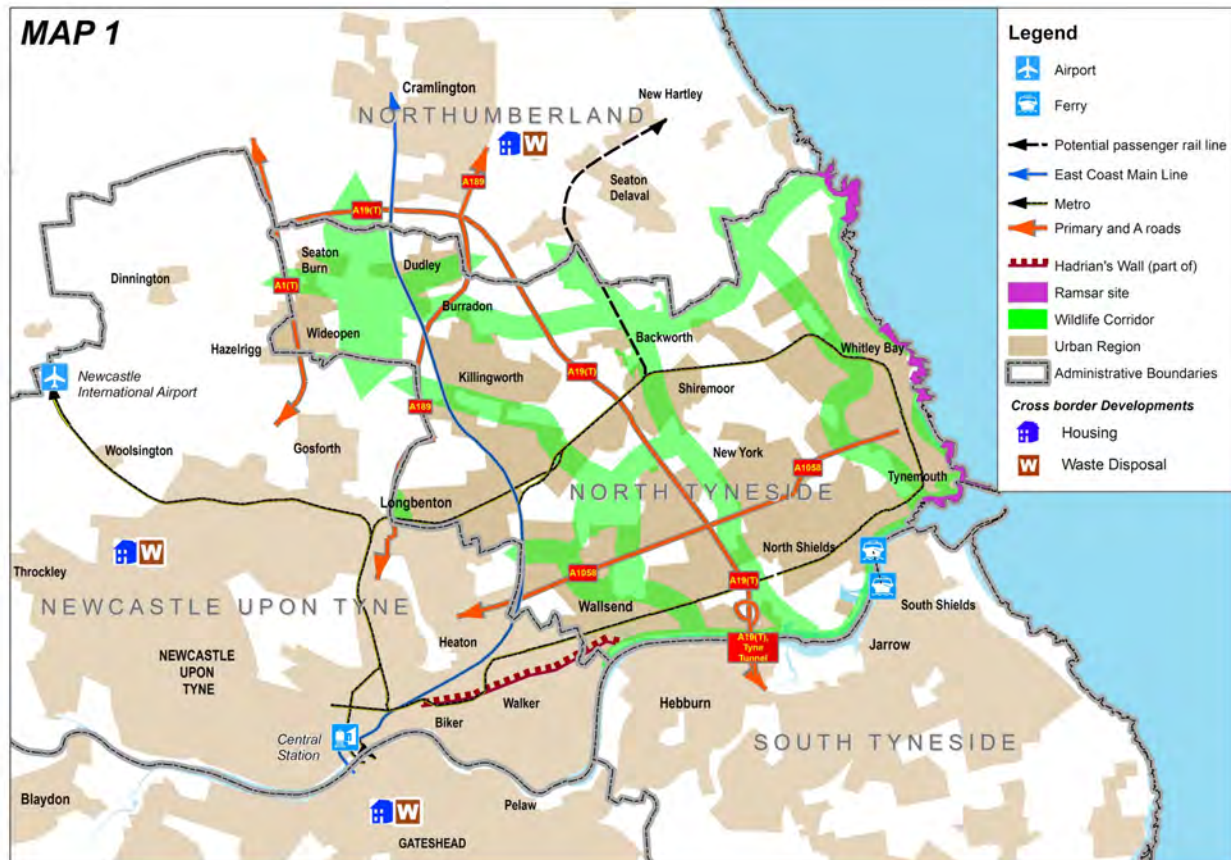 MAP 1
Cramlington
NORTHUMBERLAND
New Hartley
W
A189
Seaton
Delaval
A19(T)
Seaton
Burn
Dudley
Dinnington
A1(T)
Burradon
Wideopen
Hazelrigg
Backworth
Whitley Bay
Newcastle
International Airport
Killingworth
A19(T)
Shiremoor
A189
Woolsington
Gosforth
New York
A1058
Tynemouth
Longbenton
NORTH TYNESIDE
W
North Shields
Throckley
A1058
A19(T)
NEWCASTLE UPON TYNE
Wallsend
South Shields
Heaton
A19(T),
Tyne
Tunnel
Jarrow
NEWCASTLE
UPON
TYNE
Walker
Hebburn
Biker
Central
Station
SOUTH TYNESIDE
Blaydon
Pelaw
W
GATESHEAD
Legend
Airport
Ferry
Potential passenger rail line
East Coast Main Line
Metro
Primary and A roads
Hadrian's Wall (part of)
Ramsar site
Wildlife Corridor
Urban Region
Administrative Boundaries
Cross border Developments
Housing
W Waste Disposal